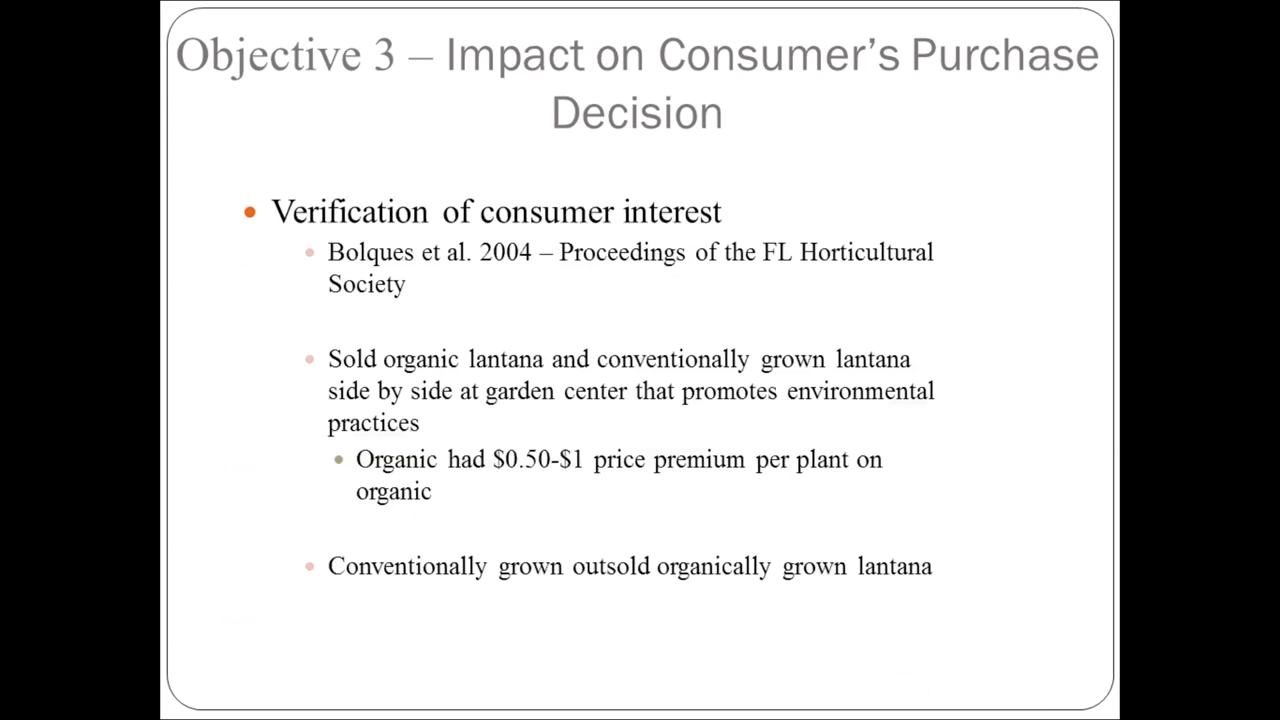 Objective 3 – Impact on Consumer's Purchase
Decision
• Verification of consumer interest
• Bolques et al. 2004 – Proceedings of the FL Horticultural
Society
• Sold organic lantana and conventionally grown lantana
side by side at garden center that promotes environmental
practices
• Organic had $0.50-$1 price premium per plant on
organic
• Conventionally grown outsold organically grown lantana